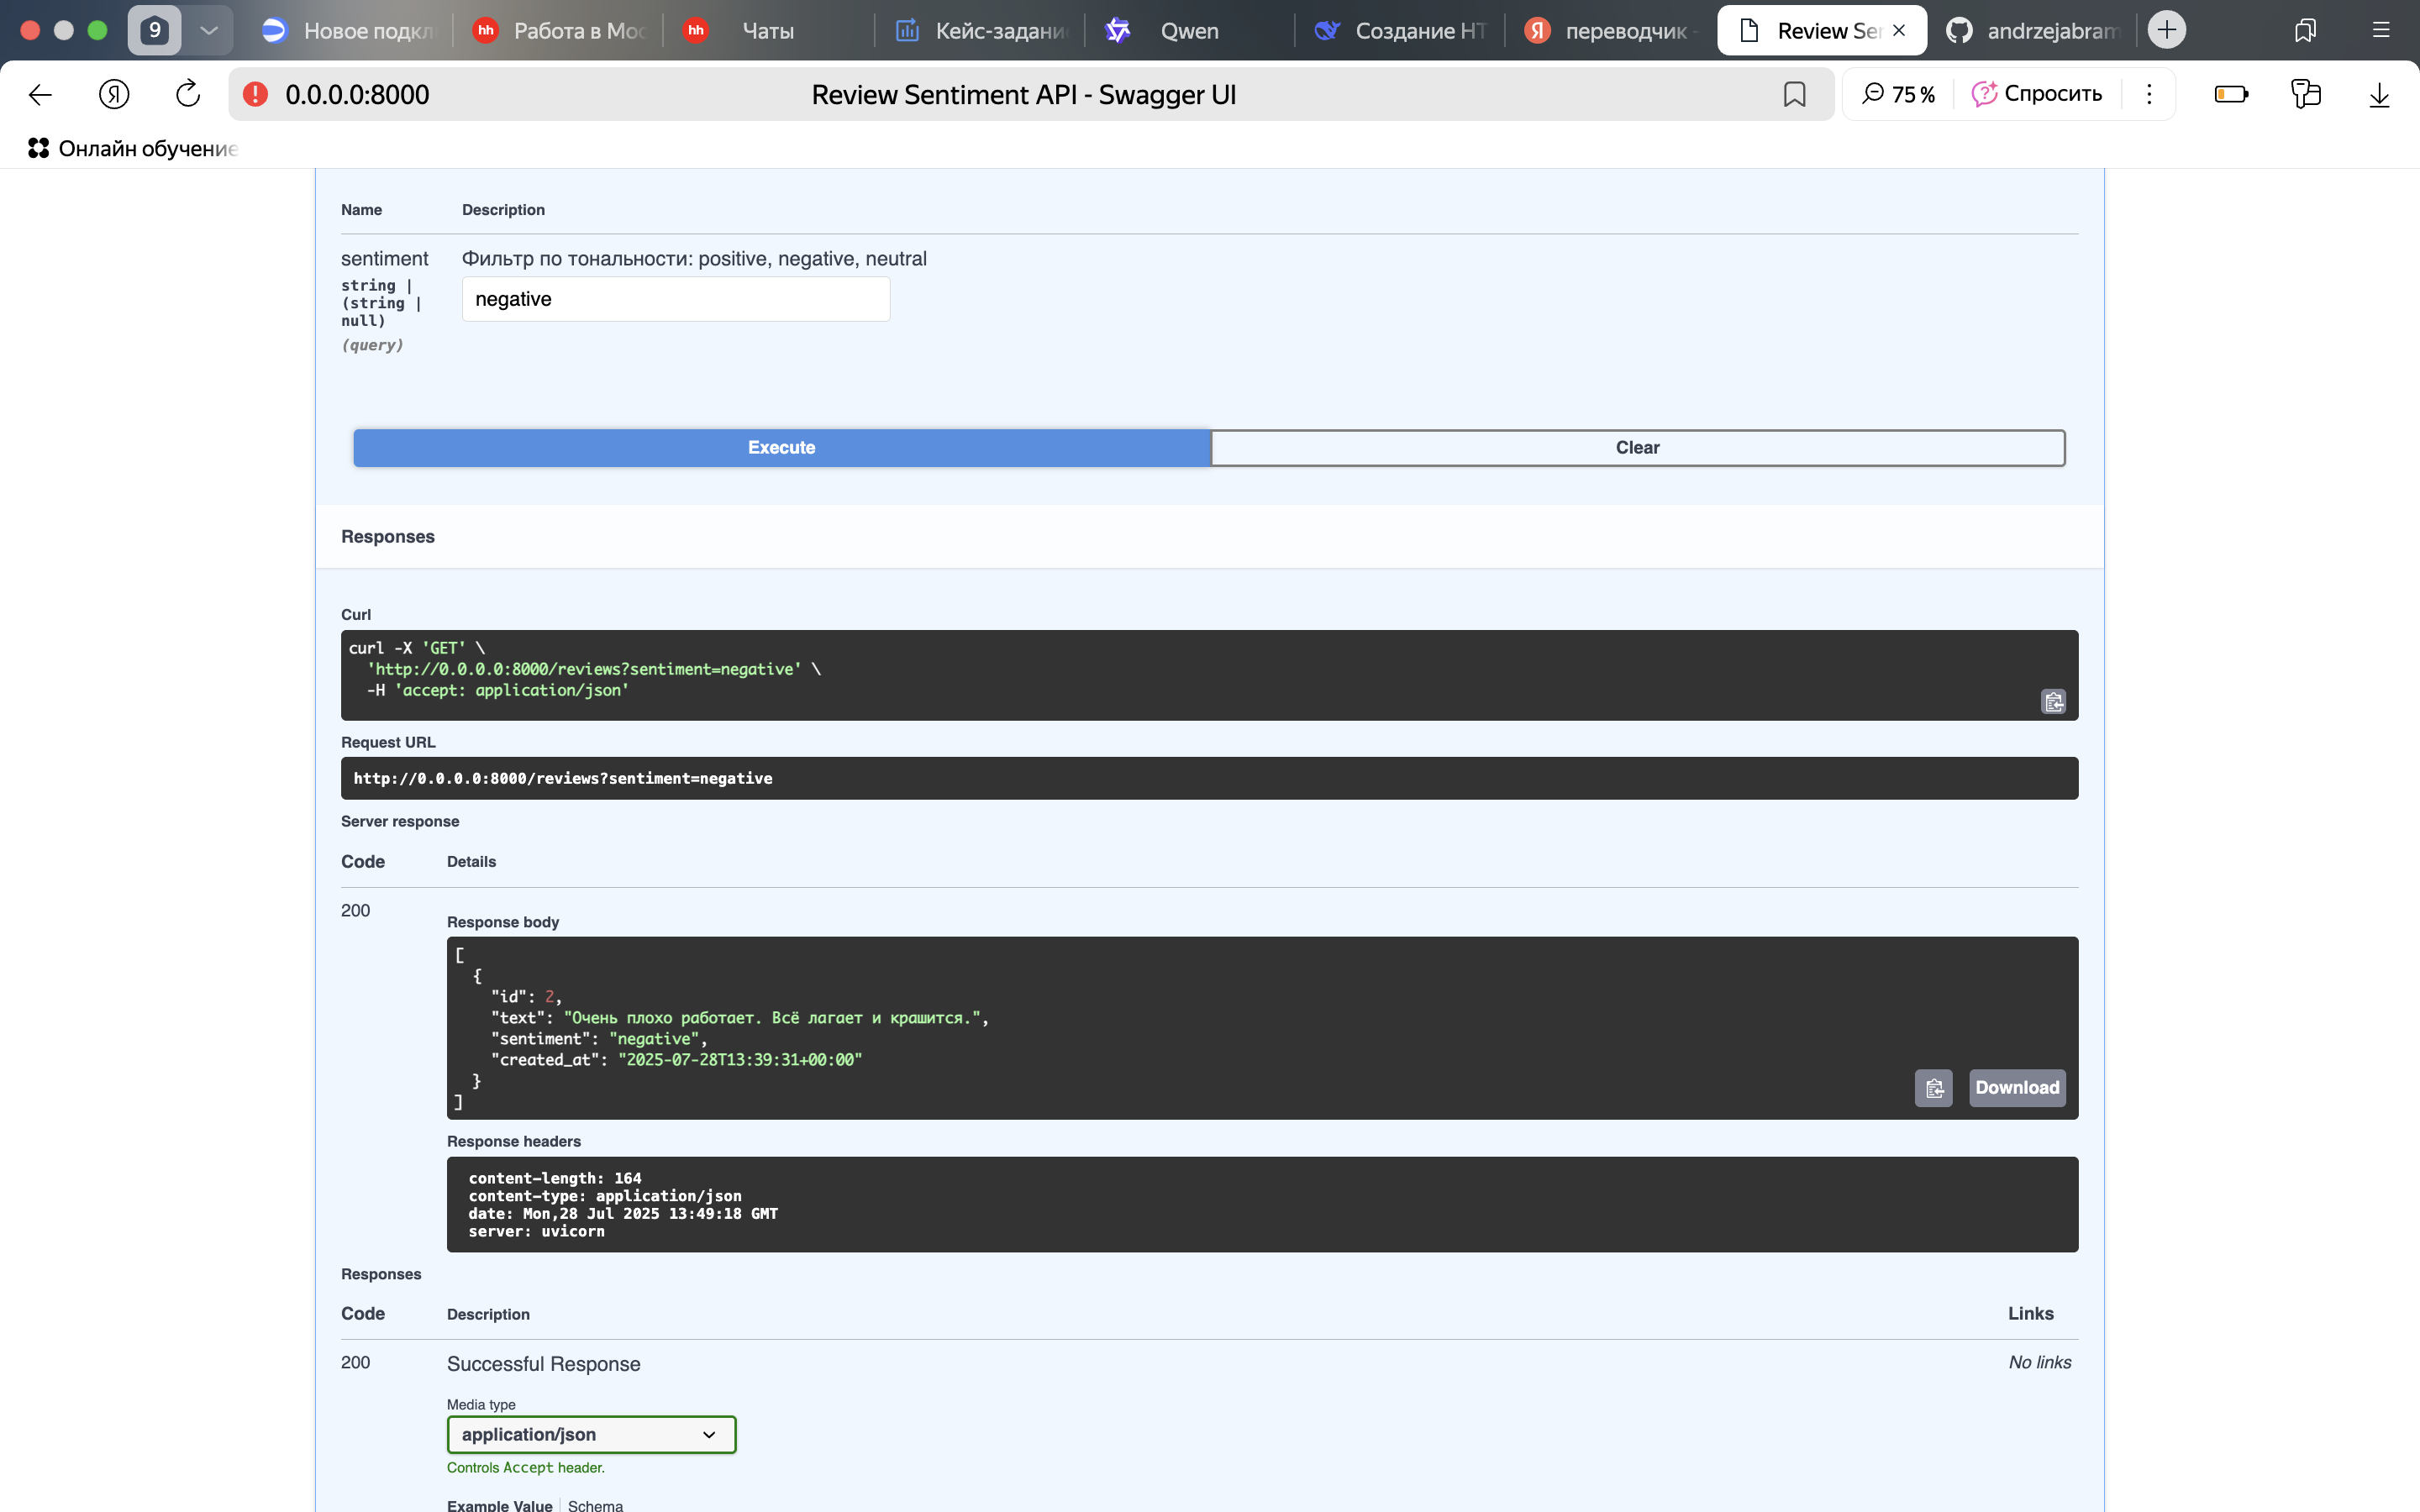 9
Новое подкл
hh
Работа в Мос
hh
Чаты
Кейс-задани
Qwen
Создание HT
Я
переводчик -
Review Ser
andrzejabram
Я
0.0.0.0:8000
Review Sentiment API - Swagger UI
75 %
Спросить
Онлайн обучение
Name
Description
sentiment
Фильтр по тональности: positive, negative, neutral
string |
(string |
null)
(query)
negative
Execute
Clear
Responses
Curl
curl -X 'GET' \
'http://0.0.0.0:8000/reviews?sentiment=negative' \
-H 'accept: application/json'
Request URL
http://0.0.0.0:8000/reviews?sentiment=negative
Server response
Code
Details
200
Response body
[
{
"id": 2,
"text": "Очень плохо работает. Всё лагает и крашится.",
"sentiment": "negative",
"created_at": "2025-07-28T13:39:31+00:00"
}
]
Download
Response headers
content-length: 164
content-type: application/json
date: Mon,28 Jul 2025 13:49:18 GMT
server: uvicorn
Responses
Code
Description
Links
200
Successful Response
No links
Media type
application/json
Controls Accept header.
Example Value
Schema